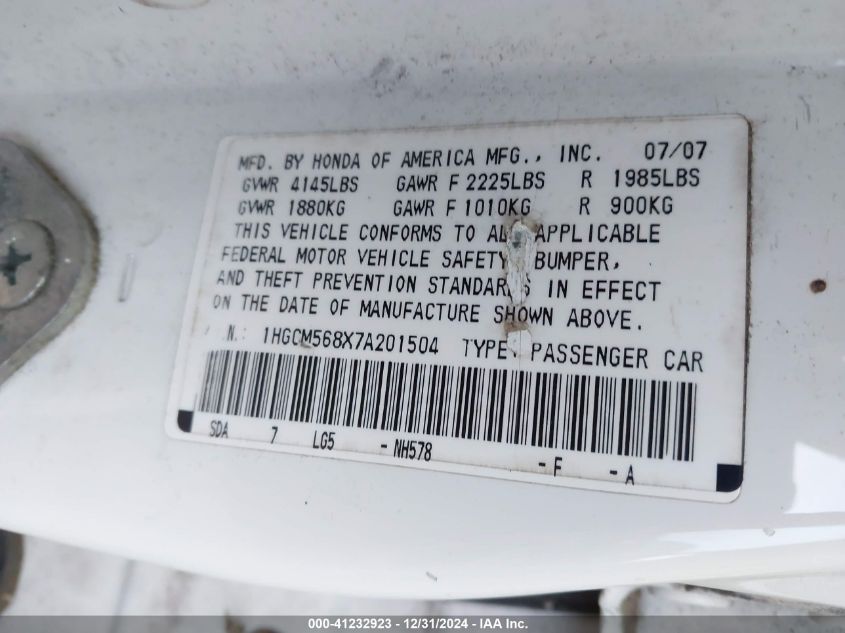 MFD. BY HONDA OF AMERICA MFG., INC. 07/07
GVWR 4145LBS GAWR F 2225LBS R 1985LBS
GVWR 1880KG GAWR F 1010KG R 900KG
THIS VEHICLE CONFORMS TO APPLICABLE
FEDERAL MOTOR VEHICLE SAFETY, BUMPER,
AND THEFT PREVENTION STANDARDS IN EFFECT
ON THE DATE OF MANUFACTURE SHOWN ABOVE.
N.: 1HGCM568X7A201504 TYPE: PASSENGER CAR
SDA 7 LG5 - NH578 - F - A
000-41232923 - 12/31/2024 - IAA Inc.